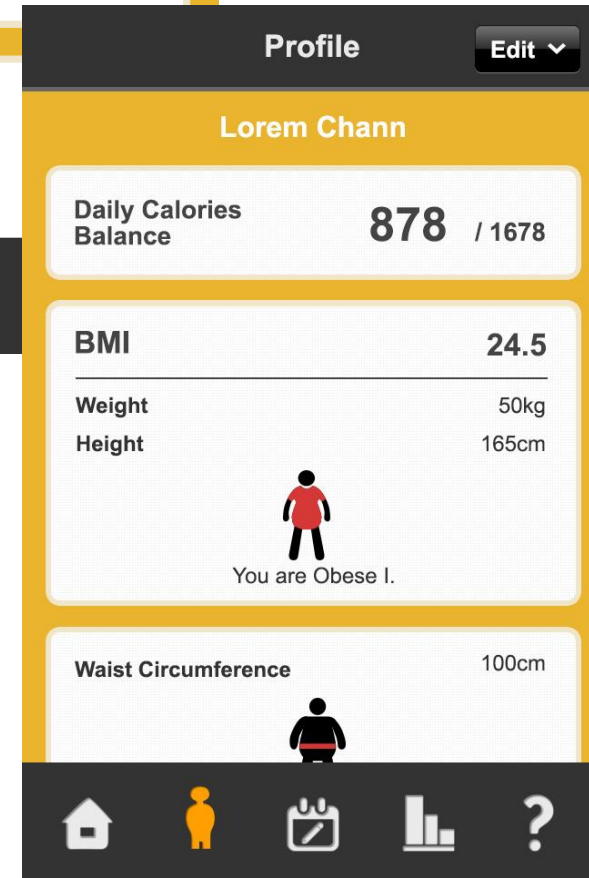 Profile
Edit
Lorem Chann
Daily Calories
Balance
878 / 1678
BMI 24.5
Weight 50kg
Height 165cm
You are Obese I.
Waist Circumference 100cm
?